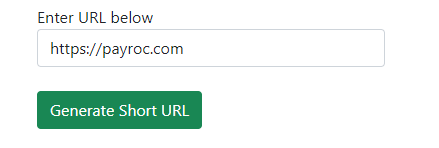 Enter URL below
https://payroc.com
Generate Short URL